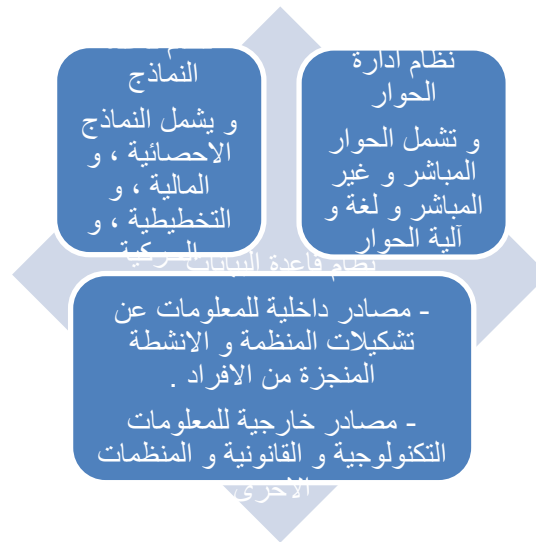 نظام ادارة
الحوار
و تشمل الحوار
المباشر و غير
المباشر و لغة و
آلية الحوار
النماذج
و يشمل النماذج
الاحصائية ، و
المالية ، و
التخطيطية ، و
نظام قاعدة البيانات
- مصادر داخلية للمعلومات عن
تشكيلات المنظمة و الانشطة
المنجزة من الافراد .
- مصادر خارجية للمعلومات
التكنولوجية و القانونية و المنظمات
الاخرى